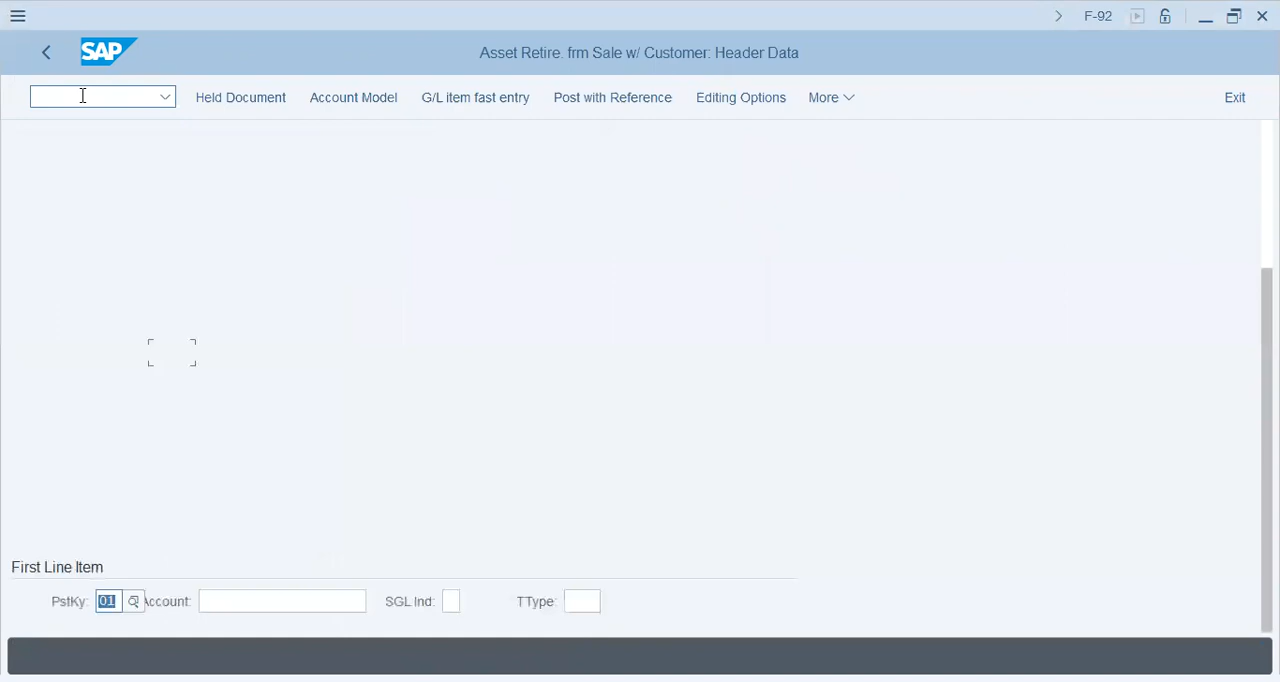 F-92
SAP Asset Retire. frm Sale w/ Customer: Header Data
Held Document Account Model G/L item fast entry Post with Reference Editing Options More Exit
First Line Item
PstKy: 01 Account: SGL Ind: TType: